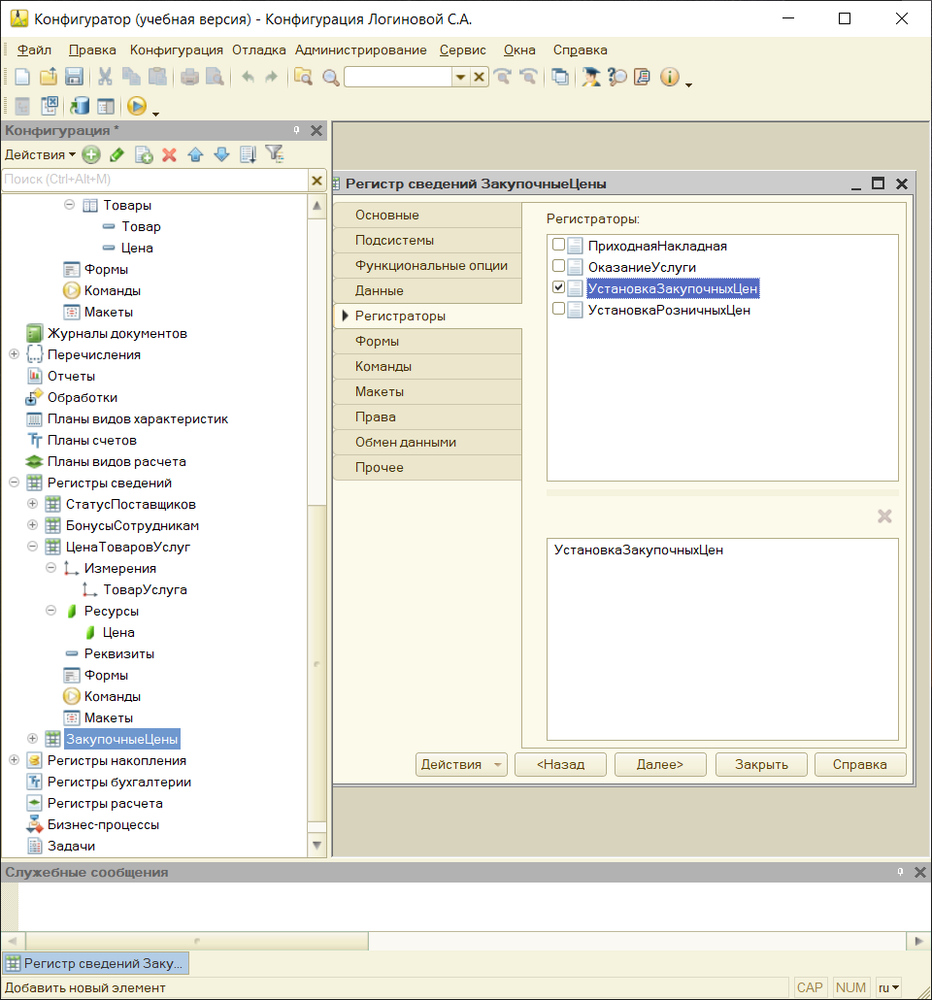 Конфигуратор (учебная версия) - Конфигурация Логиновой С.А.
Файл Правка Конфигурация Отладка Администрирование Сервис Окна Справка
Конфигурация *
Действия
Поиск (Ctrl+Alt+M)
Товары
Товар
Цена
Формы
Команды
Макеты
Журналы документов
Перечисления
Отчеты
Обработки
Планы видов характеристик
Планы счетов
Планы видов расчета
Регистры сведений
СтатусПоставщиков
БонусыСотрудникам
ЦенаТоваровУслуг
Измерения
ТоварУслуга
Ресурсы
Цена
Реквизиты
Формы
Команды
Макеты
ЗакупочныеЦены
Регистры накопления
Регистры бухгалтерии
Регистры расчета
Бизнес-процессы
Задачи
Регистр сведений ЗакупочныеЦены
Основные
Подсистемы
Функциональные опции
Данные
Регистраторы
Формы
Команды
Макеты
Права
Обмен данными
Прочее
Регистраторы:
ПриходнаяНакладная
ОказаниеУслуги
УстановкаЗакупочныхЦен
УстановкаРозничныхЦен
УстановкаЗакупочныхЦен
Действия <Назад Далее> Закрыть Справка
Служебные сообщения
Регистр сведений Заку...
Добавить новый элемент CAP NUM ru